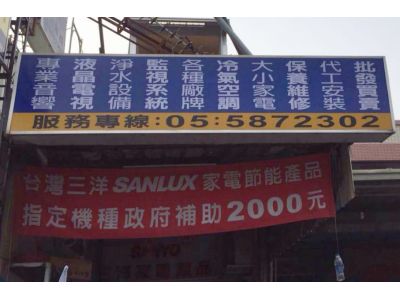 專業音響
液晶電視
淨水設備
監視系統
各種廠牌
冷氣空調
大小家電
保養維修
代工安裝
批發買賣
服務專線:05-5872302
台灣三洋 SANLUX 家電節能產品
指定機種政府補助2000元